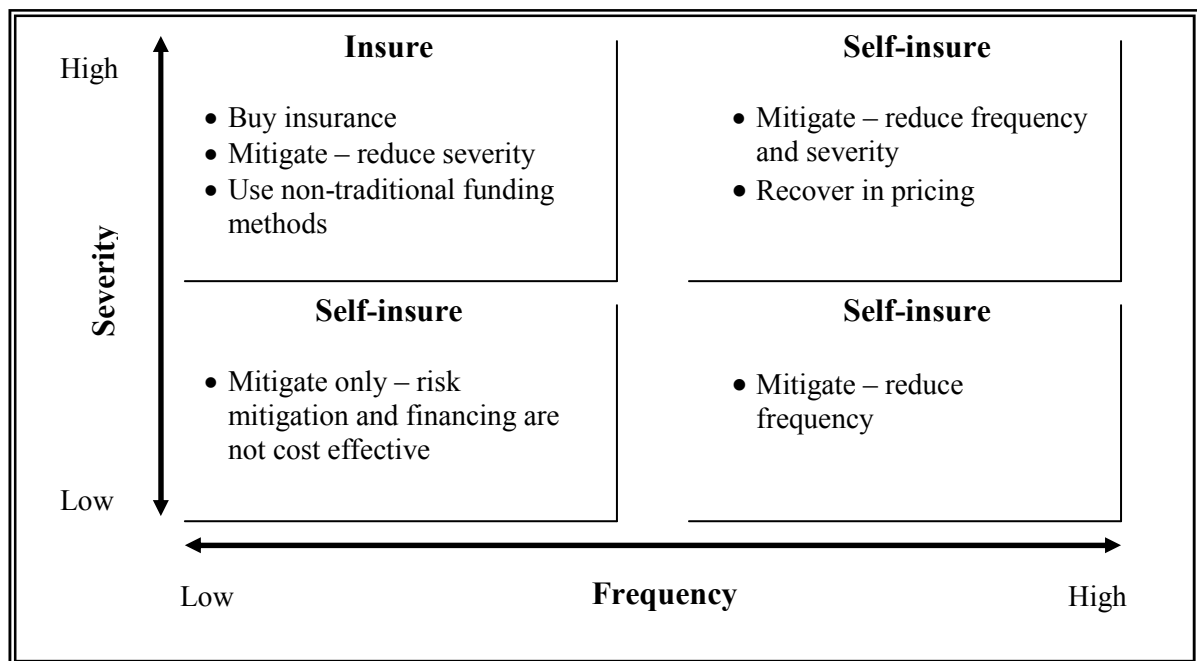 Insure
Self-insure
High
• Buy insurance
• Mitigate – reduce severity
• Use non-traditional funding
methods
• Mitigate – reduce frequency
and severity
• Recover in pricing
Severity
Self-insure
Self-insure
• Mitigate only – risk
mitigation and financing are
not cost effective
• Mitigate – reduce
frequency
Low
Low
Frequency
High